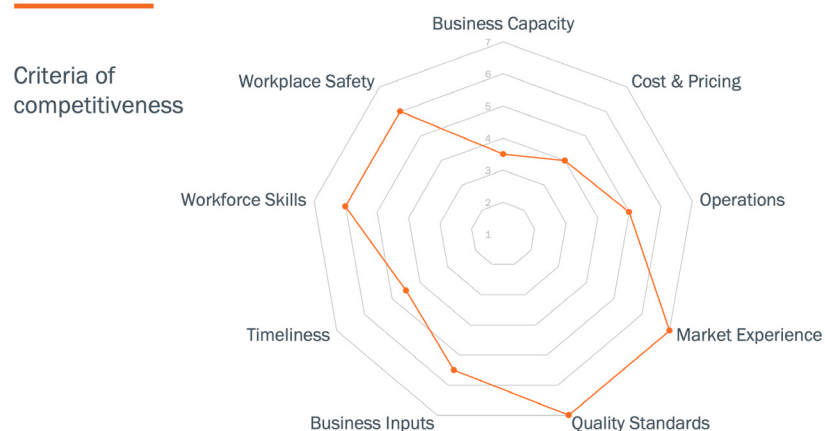 Criteria of
competitiveness
Business Capacity
Workplace Safety
Cost & Pricing
Workforce Skills
Operations
Timeliness
Market Experience
Business Inputs
Quality Standards
7
6
5
4
3
2
1